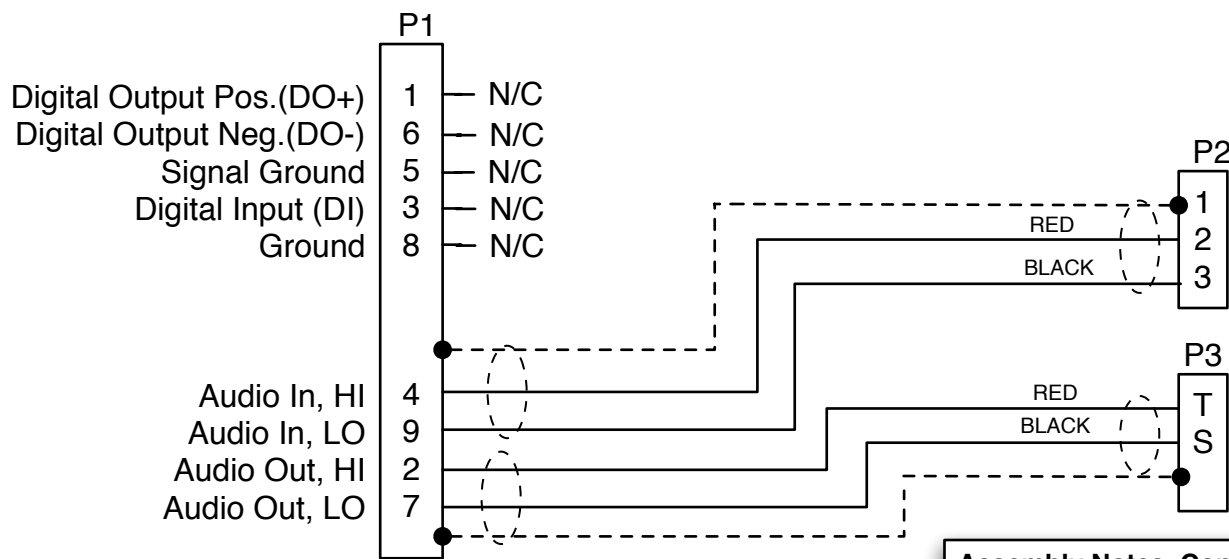 P1
Digital Output Pos.(DO+) 1 N/C
Digital Output Neg.(DO-) 6 N/C
Signal Ground 5 N/C
Digital Input (DI) 3 N/C
Ground 8 N/C
P2
1
RED 2
BLACK 3
P3
Audio In, HI 4 RED T
Audio In, LO 9 BLACK S
Audio Out, HI 2
Audio Out, LO 7
Assembly Notes